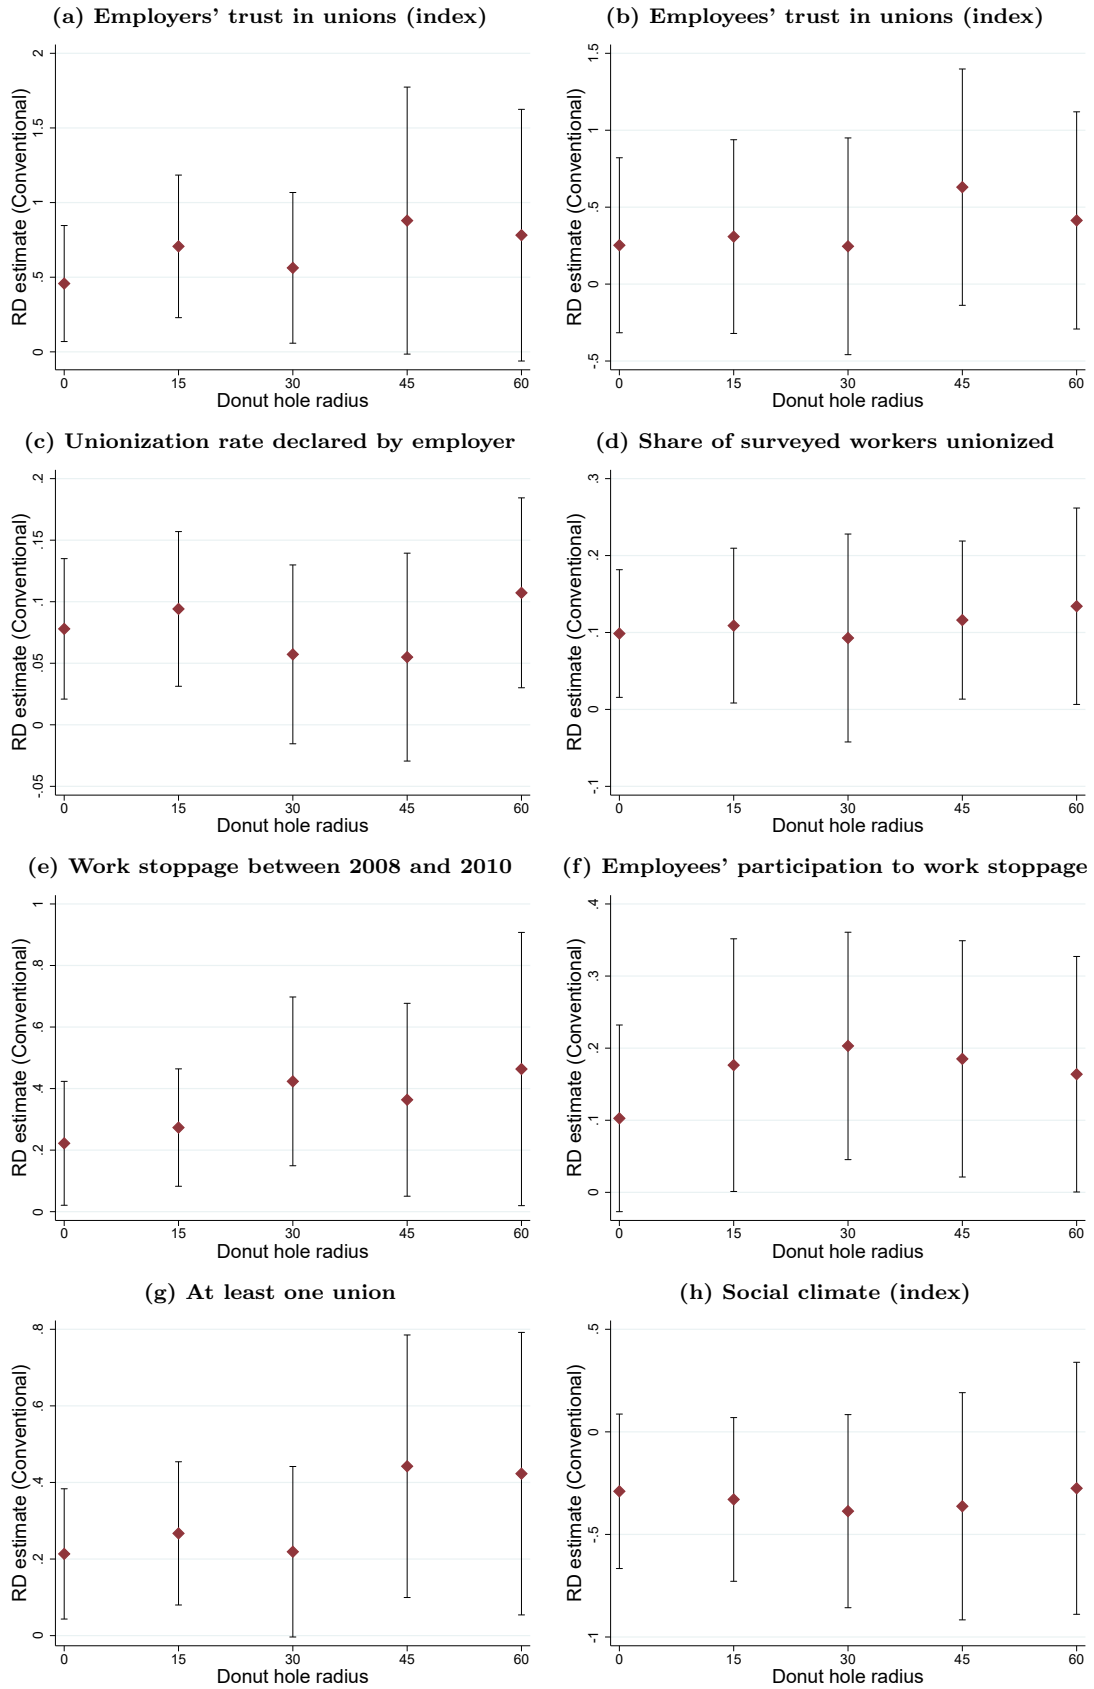 (a) Employers' trust in unions (index)
RD estimate (Conventional)
0 .5 1 1.5 2
0 15 30 45 60
Donut hole radius
(b) Employees' trust in unions (index)
RD estimate (Conventional)
-.5 0 .5 1 1.5
0 15 30 45 60
Donut hole radius
(c) Unionization rate declared by employer
RD estimate (Conventional)
-.05 0 .05 .1 .15 .2
0 15 30 45 60
Donut hole radius
(d) Share of surveyed workers unionized
RD estimate (Conventional)
-.1 0 .1 .2 .3
0 15 30 45 60
Donut hole radius
(e) Work stoppage between 2008 and 2010
RD estimate (Conventional)
0 .2 .4 .6 .8 1
0 15 30 45 60
Donut hole radius
(f) Employees' participation to work stoppage
RD estimate (Conventional)
0 .1 .2 .3 .4
0 15 30 45 60
Donut hole radius
(g) At least one union
RD estimate (Conventional)
0 .2 .4 .6 .8
0 15 30 45 60
Donut hole radius
(h) Social climate (index)
RD estimate (Conventional)
-1 -.5 0 .5
0 15 30 45 60
Donut hole radius